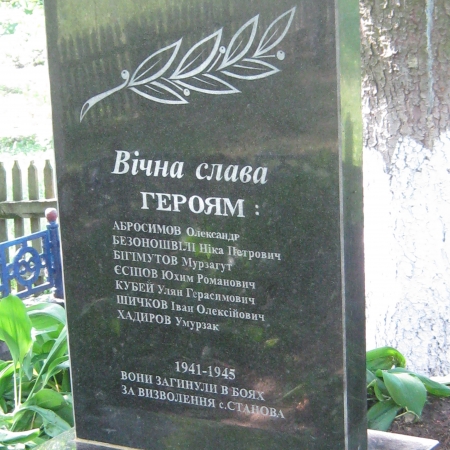 Вічна слава
ГЕРОЯМ :
АБРОСИМОВ Олександр
БЕЗОНОШВІЛІ Ніка Петрович
БІГІМУТОВ Мурзагут
ЄСІПОВ Юхим Романович
КУБЕЙ Улян Герасимович
ШИЧКОВ Іван Олексійович
ХАДИРОВ Умурзак
1941-1945
ВОНИ ЗАГИНУЛИ В БОЯХ
ЗА ВИЗВОЛЕННЯ с.СТАПОВА